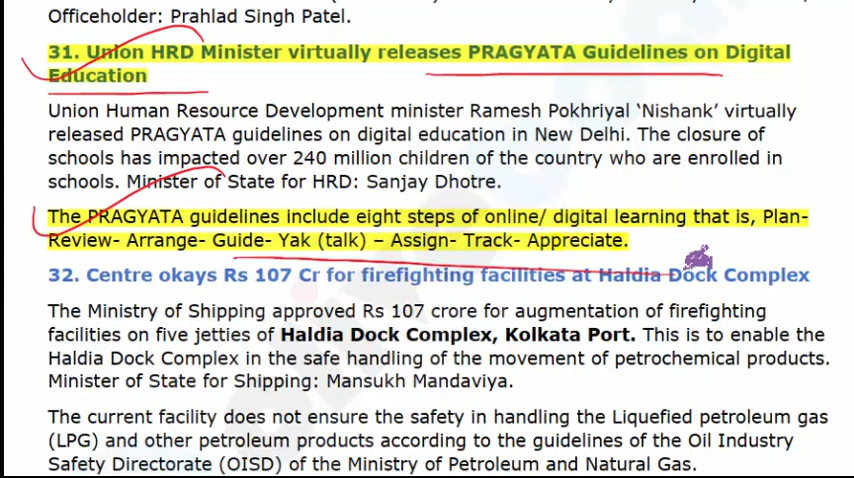 Officeholder: Prahlad Singh Patel.
31. Union HRD Minister virtually releases PRAGYATA Guidelines on Digital
Education
Union Human Resource Development minister Ramesh Pokhriyal ‘Nishank’ virtually
released PRAGYATA guidelines on digital education in New Delhi. The closure of
schools has impacted over 240 million children of the country who are enrolled in
schools. Minister of State for HRD: Sanjay Dhotre.
The PRAGYATA guidelines include eight steps of online/ digital learning that is, Plan-
Review- Arrange- Guide- Yak (talk) – Assign- Track- Appreciate.
32. Centre okays Rs 107 Cr for firefighting facilities at Haldia Dock Complex
The Ministry of Shipping approved Rs 107 crore for augmentation of firefighting
facilities on five jetties of Haldia Dock Complex, Kolkata Port. This is to enable the
Haldia Dock Complex in the safe handling of the movement of petrochemical products.
Minister of State for Shipping: Mansukh Mandaviya.
The current facility does not ensure the safety in handling the Liquefied petroleum gas
(LPG) and other petroleum products according to the guidelines of the Oil Industry
Safety Directorate (OISD) of the Ministry of Petroleum and Natural Gas.